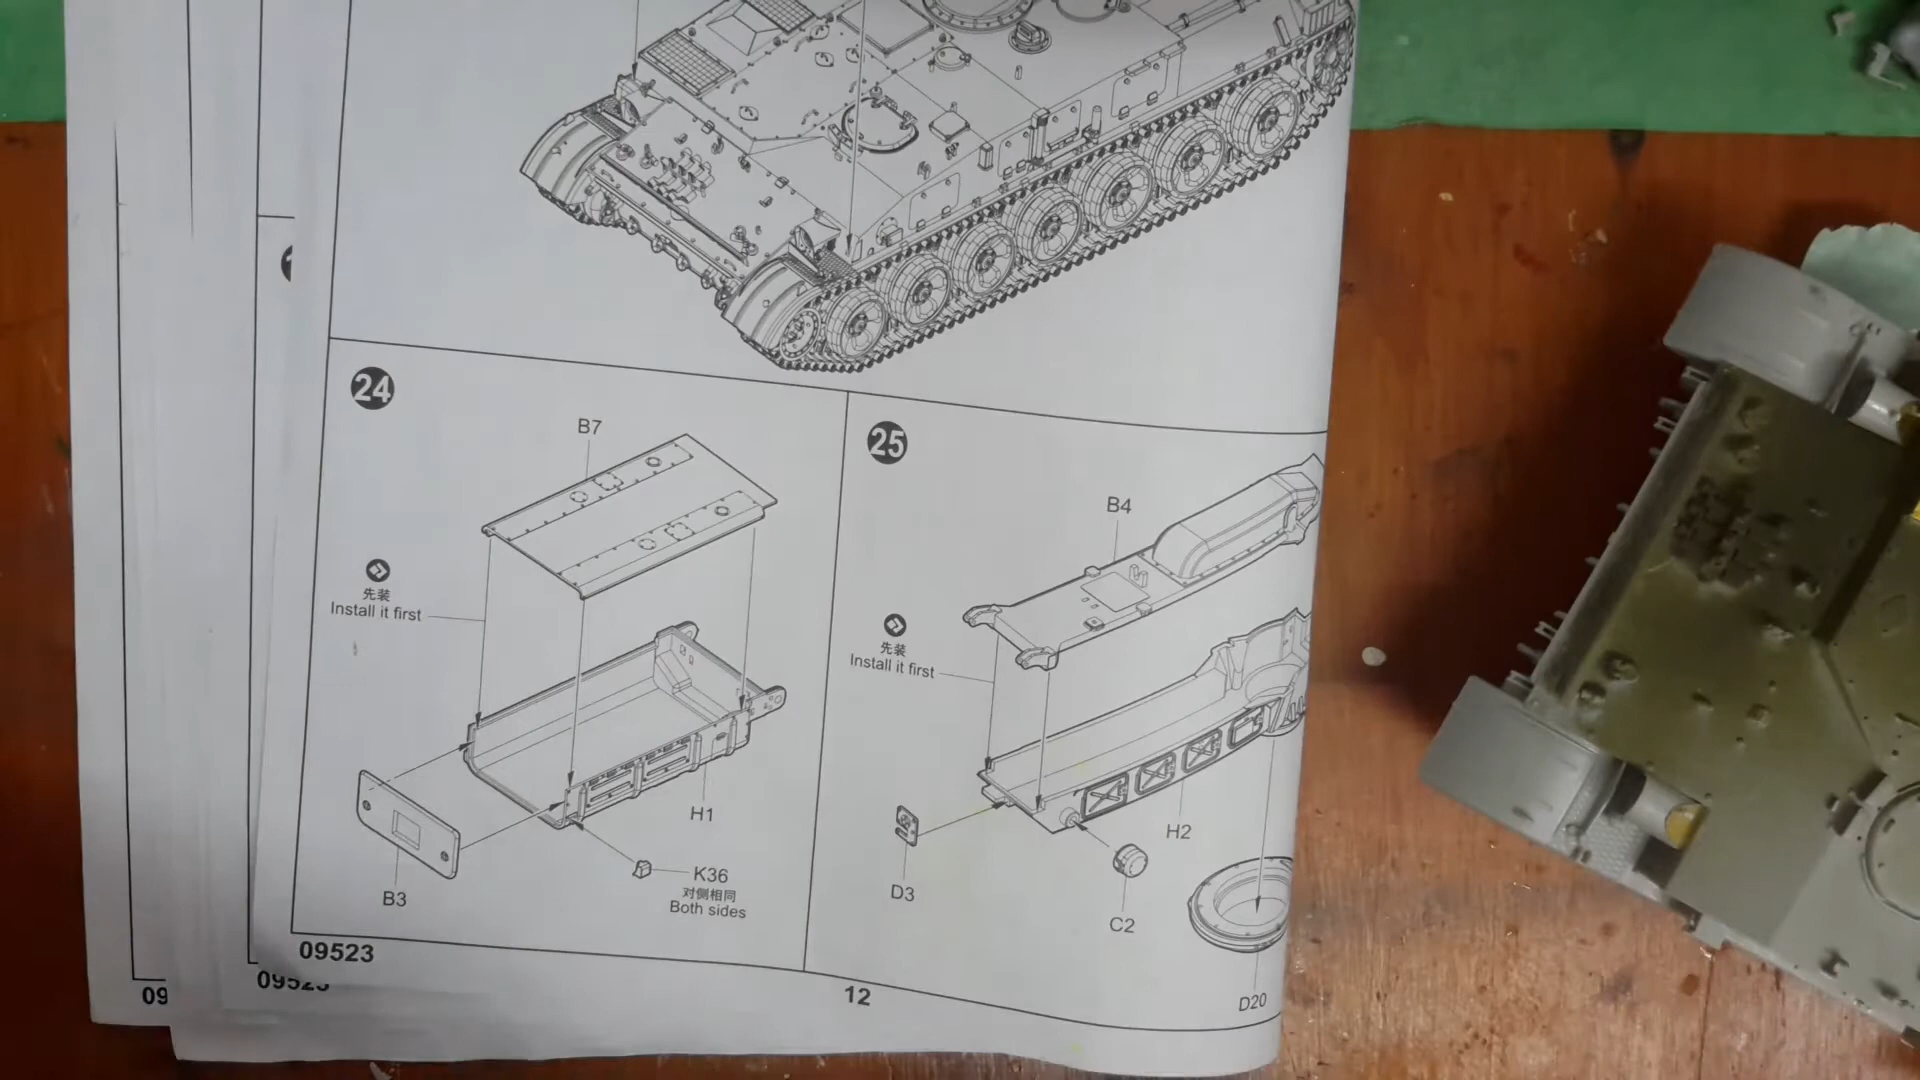 24
B7
先装
Install it first
H1
K36
对侧相同
Both sides
B3
25
B4
先装
Install it first
H2
D3
C2
D20
09523
12
09